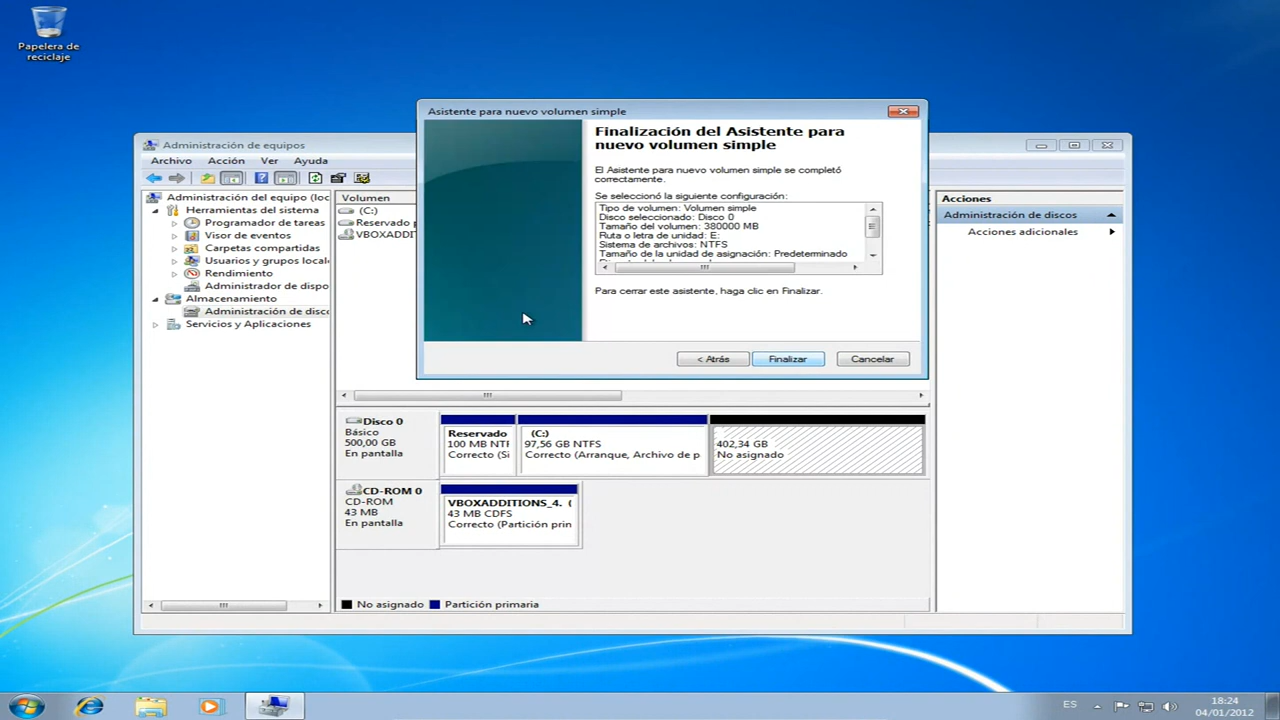 Papelera de
reciclaje
Asistente para nuevo volumen simple
Finalización del Asistente para
nuevo volumen simple
El Asistente para nuevo volumen simple se completó
correctamente.
Se seleccionó la siguiente configuración:
Tipo de volumen: Volumen simple
Disco seleccionado: Disco 0
Tamaño del volumen: 380000 MB
Ruta o letra de unidad: E:
Sistema de archivos: NTFS
Tamaño de la unidad de asignación: Predeterminado
Para cerrar este asistente, haga clic en Finalizar.
< Atrás
Finalizar
Cancelar
Administración de equipos
Archivo Acción Ver Ayuda
Administración del equipo (loc
Herramientas del sistema
Programador de tareas
Visor de eventos
Carpetas compartidas
Usuarios y grupos locale
Rendimiento
Administrador de dispo
Almacenamiento
Administración de disco
Servicios y Aplicaciones
Volumen
(C:)
Reservado p
VBOXADDIT
Acciones
Administración de discos
Acciones adicionales
Disco 0
Básico
500,00 GB
En pantalla
Reservado
100 MB NTF
Correcto (Si
(C:)
97,56 GB NTFS
Correcto (Arranque, Archivo de p
402,34 GB
No asignado
CD-ROM 0
CD-ROM
43 MB
En pantalla
VBOXADDITIONS_4. (
43 MB CDFS
Correcto (Partición prin
No asignado
Partición primaria
ES
18:24
04/01/2012